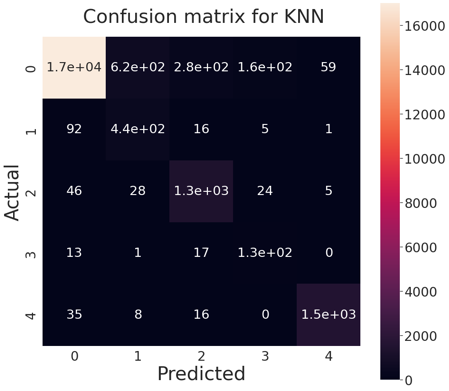 Confusion matrix for KNN
0 1.7e+04 6.2e+02 2.8e+02 1.6e+02 59
1 92 4.4e+02 16 5 1
2 46 28 1.3e+03 24 5
3 13 1 17 1.3e+02 0
4 35 8 16 0 1.5e+03
0 1 2 3 4
Actual
Predicted
16000
14000
12000
10000
8000
6000
4000
2000
0